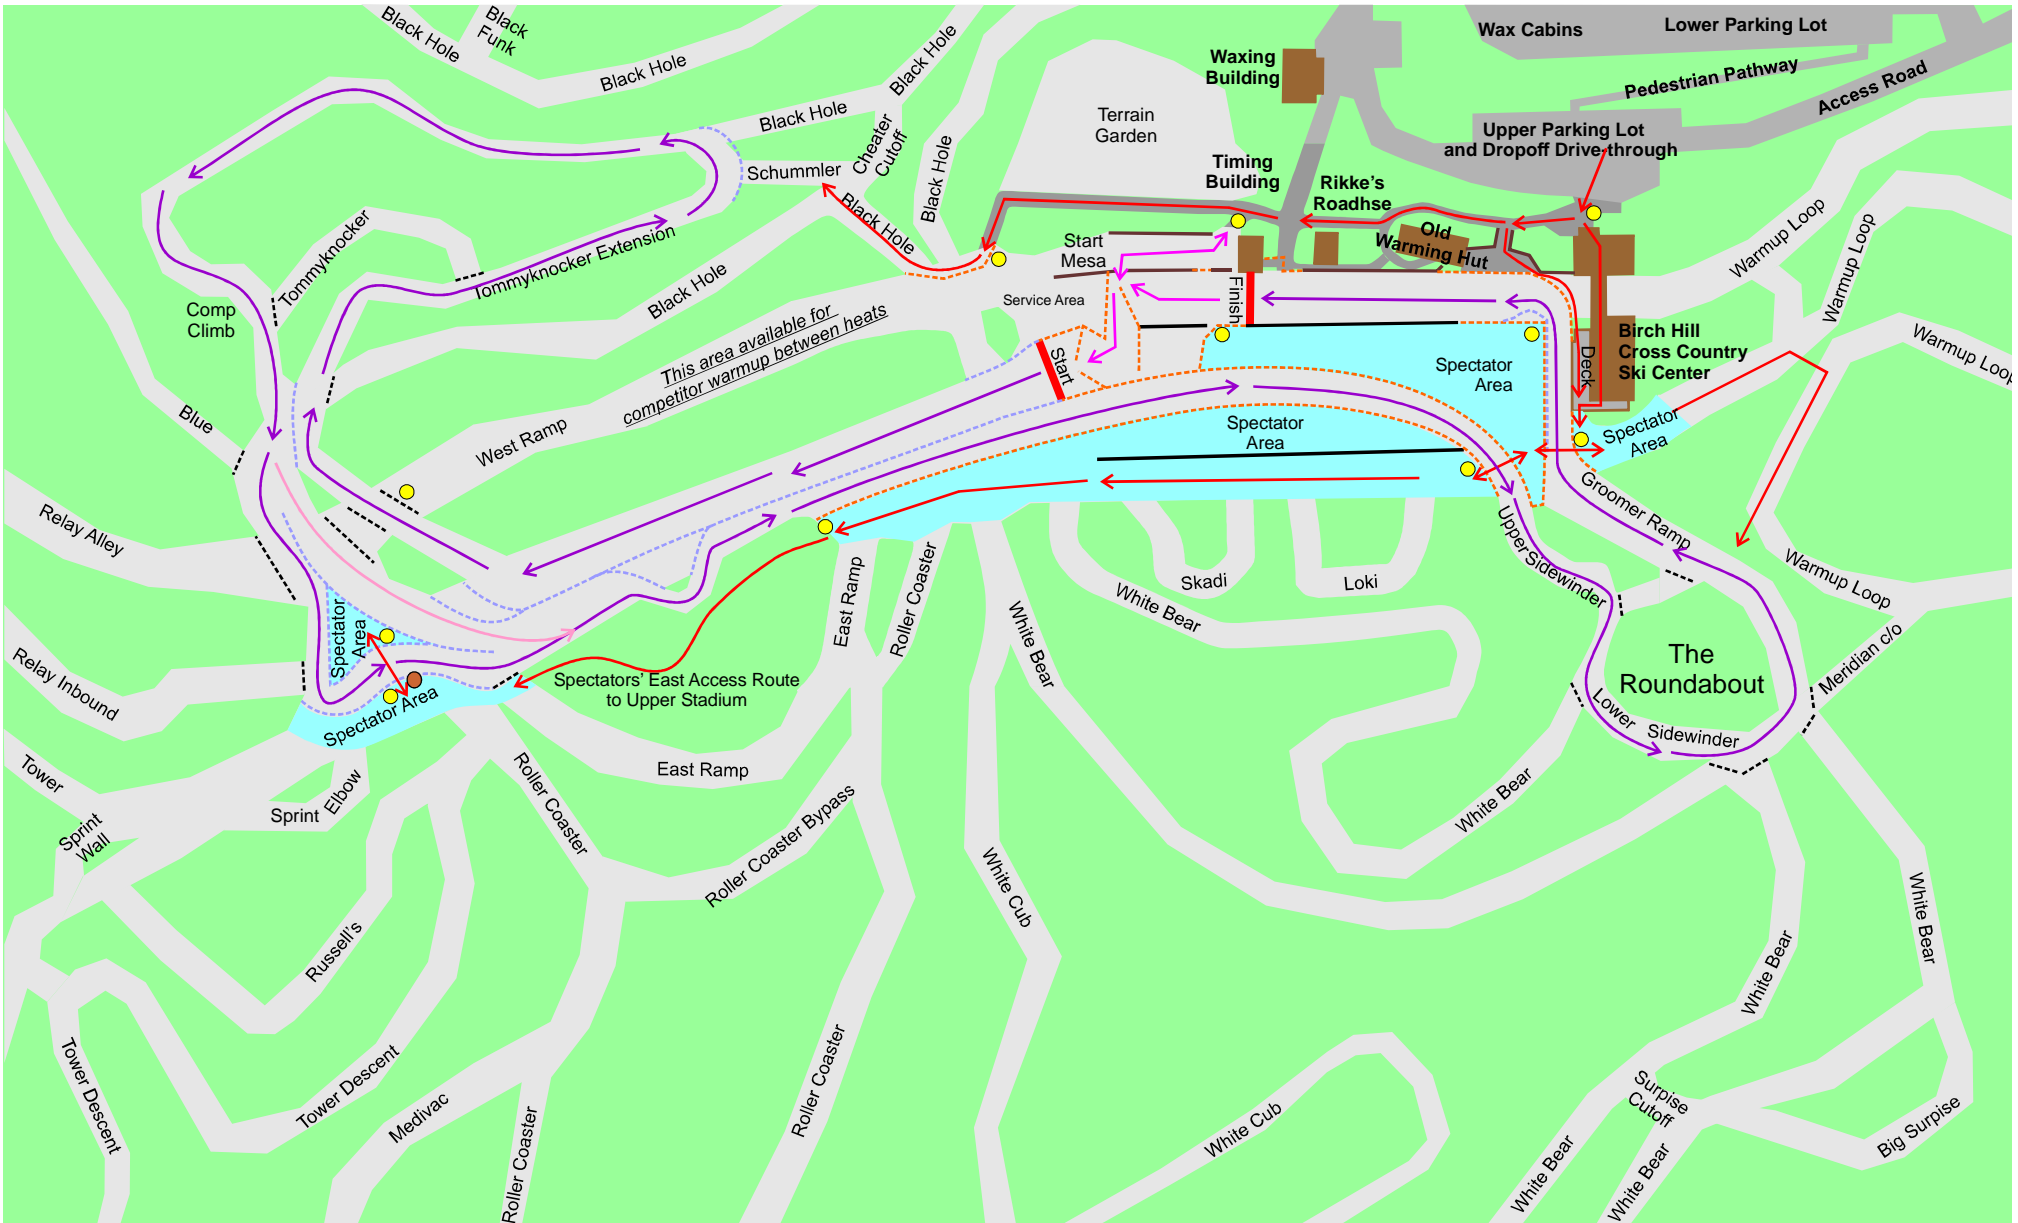 Black Hole
Black
Funk
Black Hole
Black Hole
Black Hole
Cheater
Cutoff
Black Hole
Schummler
Black Hole
Terrain
Garden
Waxing
Building
Wax Cabins
Lower Parking Lot
Pedestrian Pathway
Access Road
Upper Parking Lot
and Dropoff Drive-through
Timing
Building
Rikke's
Roadhse
Old
Warming Hut
Start
Mesa
Service Area
Finish
Start
Warmup Loop
Warmup Loop
Warmup Loop
Birch Hill
Cross Country
Ski Center
Deck
Spectator
Area
Spectator
Area
Spectator
Area
Tommyknocker
Tommyknocker Extension
Comp
Climb
Black Hole
This area available for
competitor warmup between heats
Blue
West Ramp
Relay Alley
Relay Inbound
Spectator
Area
Spectator Area
Spectators' East Access Route
to Upper Stadium
East Ramp
Roller Coaster
Skadi
Loki
White Bear
White Bear
Groomer Ramp
Upper Sidewinder
Warmup Loop
Meridian c/o
The
Roundabout
Lower
Sidewinder
Tower
Sprint
Wall
Sprint
Elbow
Roller Coaster
East Ramp
Roller Coaster Bypass
White Bear
White Cub
White Bear
White Bear
Russell's
Tower Descent
Tower Descent
Medivac
Roller Coaster
Roller Coaster
White Cub
Surpise
Cutoff
Big Surpise
White Bear
White Bear